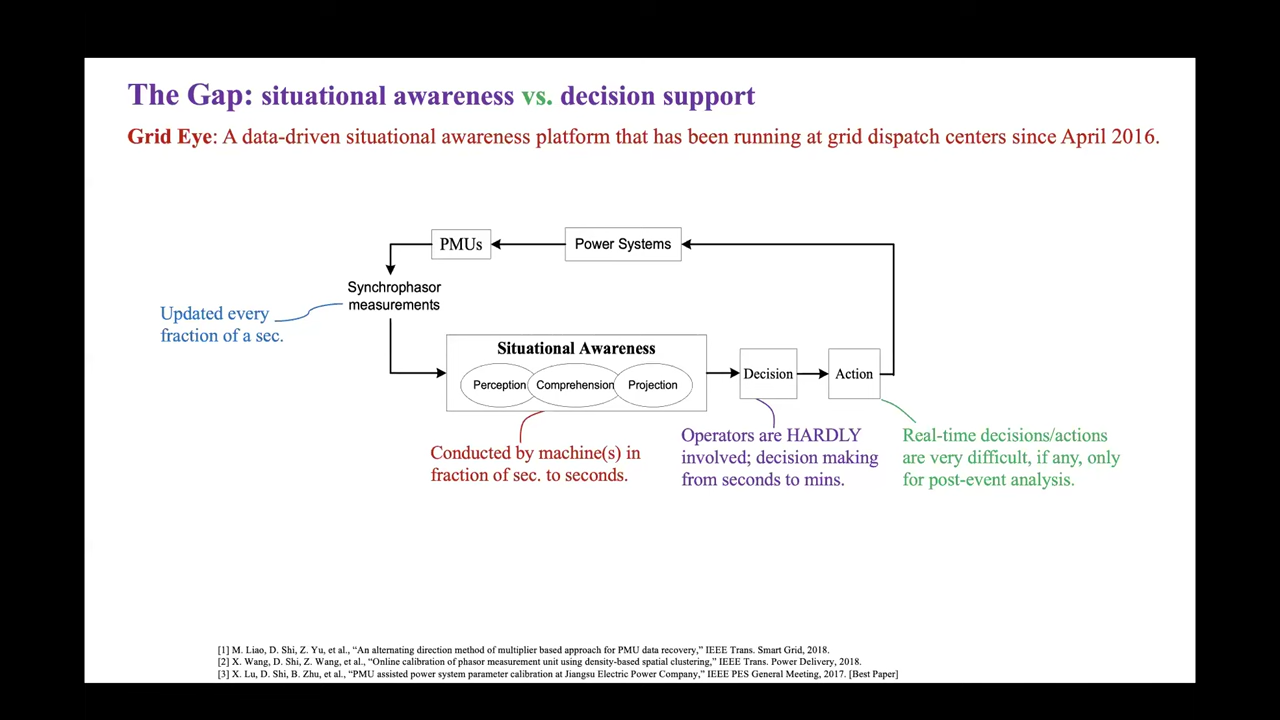 The Gap: situational awareness vs. decision support
Grid Eye: A data-driven situational awareness platform that has been running at grid dispatch centers since April 2016.
PMUs
Power Systems
Synchrophasor
measurements
Updated every
fraction of a sec.
Situational Awareness
Perception
Comprehension
Projection
Decision
Action
Conducted by machine(s) in
fraction of sec. to seconds.
Operators are HARDLY
involved; decision making
from seconds to mins.
Real-time decisions/actions
are very difficult, if any, only
for post-event analysis.
[1] M. Liao, D. Shi, Z. Yu, et al., “An alternating direction method of multiplier based approach for PMU data recovery,” IEEE Trans. Smart Grid, 2018.
[2] X. Wang, D. Shi, Z. Wang, et al., “Online calibration of phasor measurement unit using density-based spatial clustering,” IEEE Trans. Power Delivery, 2018.
[3] X. Lu, D. Shi, B. Zhu, et al., “PMU assisted power system parameter calibration at Jiangsu Electric Power Company,” IEEE PES General Meeting, 2017. [Best Paper]